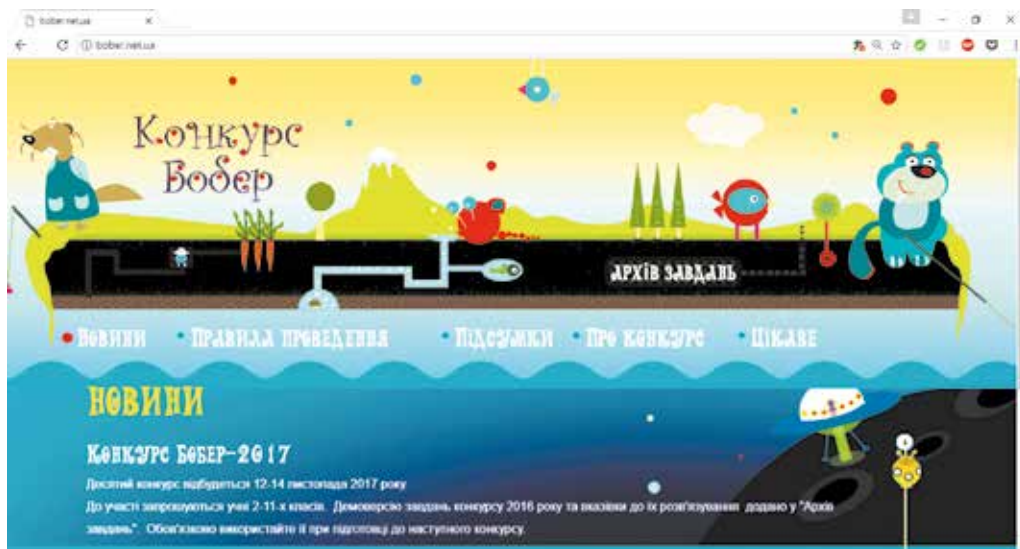 bober.net.ua
bober.net.ua
Конкурс
Бобер
АРХІВ ЗАВДАНЬ
Новини Правила проведення Підсумки Про конкурс Цікаве
НОВИНИ
Конкурс Бобер-2017
Десятий конкурс відбудеться 12-14 листопада 2017 року
До участі запрошуються учні 2-11-х класів. Демоверсію завдань конкурсу 2016 року та вказівки до їх розв'язування додано у "Архів
завдань". Обов'язково використайте її при підготовці до наступного конкурсу.